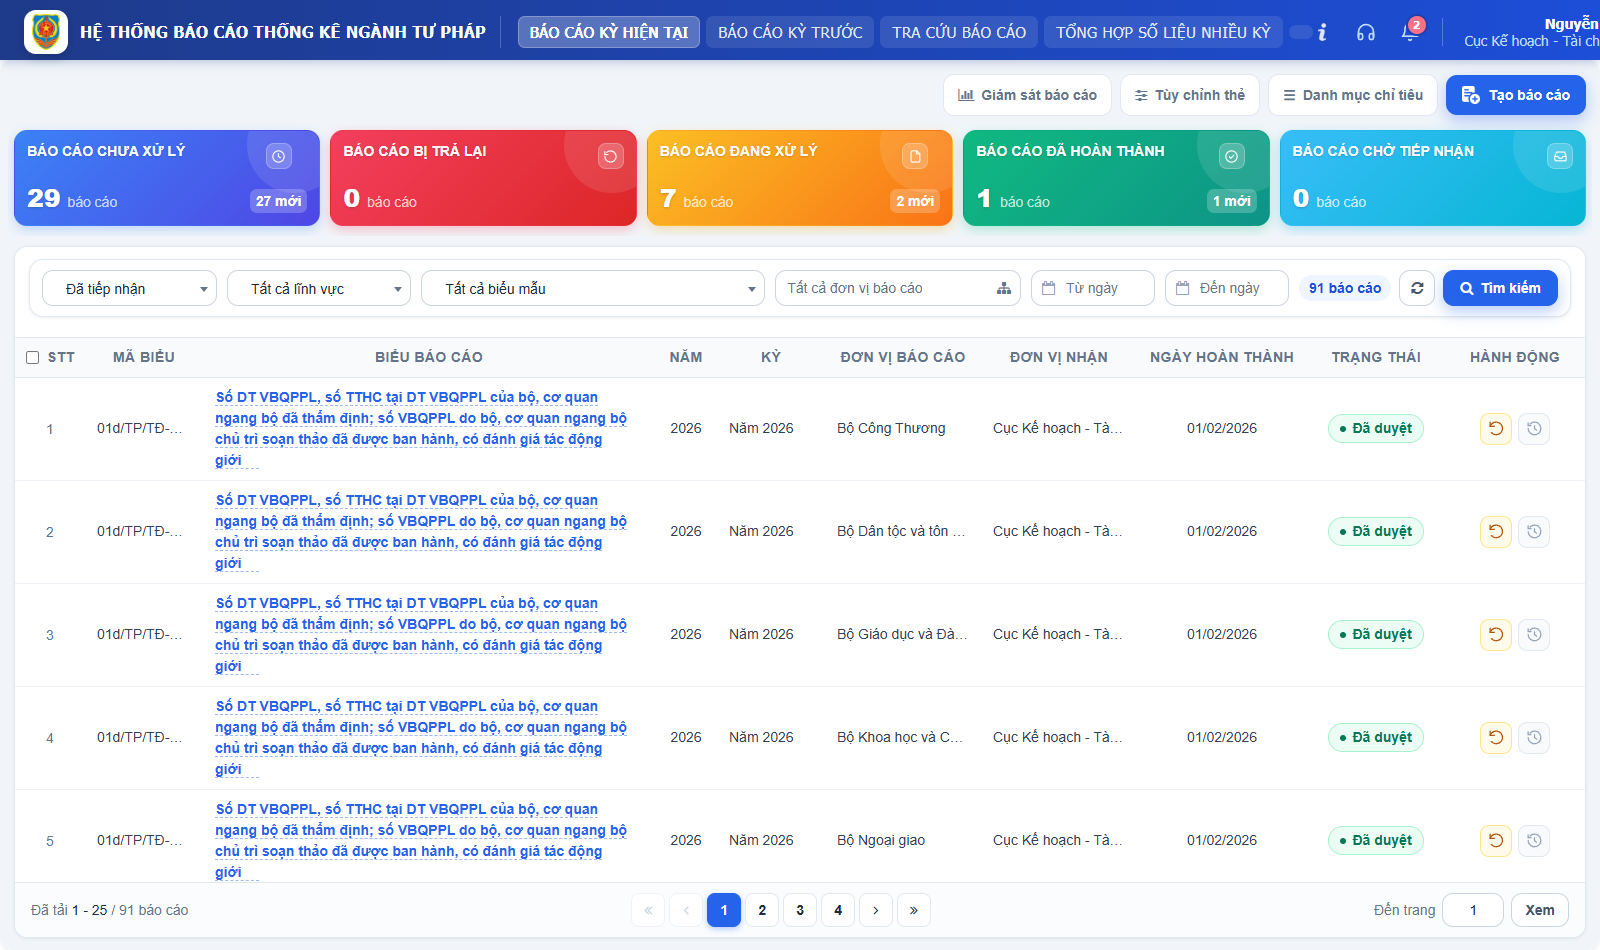 HỆ THỐNG BÁO CÁO THỐNG KÊ NGÀNH TƯ PHÁP
BÁO CÁO KỲ HIỆN TẠI
BÁO CÁO KỲ TRƯỚC
TRA CỨU BÁO CÁO
TỔNG HỢP SỐ LIỆU NHIỀU KỲ
2
Nguyễn
Cục Kế hoạch - Tài ch
Giám sát báo cáo
Tùy chỉnh thẻ
Danh mục chỉ tiêu
Tạo báo cáo
BÁO CÁO CHƯA XỬ LÝ
29 báo cáo
27 mới
BÁO CÁO BỊ TRẢ LẠI
0 báo cáo
BÁO CÁO ĐANG XỬ LÝ
7 báo cáo
2 mới
BÁO CÁO ĐÃ HOÀN THÀNH
1 báo cáo
1 mới
BÁO CÁO CHỜ TIẾP NHẬN
0 báo cáo
Đã tiếp nhận
Tất cả lĩnh vực
Tất cả biểu mẫu
Tất cả đơn vị báo cáo
Từ ngày
Đến ngày
91 báo cáo
Tìm kiếm
STT MÃ BIỂU BIỂU BÁO CÁO NĂM KỲ ĐƠN VỊ BÁO CÁO ĐƠN VỊ NHẬN NGÀY HOÀN THÀNH TRẠNG THÁI HÀNH ĐỘNG
1 01d/TP/TĐ-...
Số DT VBQPPL, số TTHC tại DT VBQPPL của bộ, cơ quan
ngang bộ đã thẩm định; số VBQPPL do bộ, cơ quan ngang bộ
chủ trì soạn thảo đã được ban hành, có đánh giá tác động
giới
2026 Năm 2026 Bộ Công Thương Cục Kế hoạch - Tà... 01/02/2026 Đã duyệt
2 01d/TP/TĐ-...
Số DT VBQPPL, số TTHC tại DT VBQPPL của bộ, cơ quan
ngang bộ đã thẩm định; số VBQPPL do bộ, cơ quan ngang bộ
chủ trì soạn thảo đã được ban hành, có đánh giá tác động
giới
2026 Năm 2026 Bộ Dân tộc và tôn ... Cục Kế hoạch - Tà... 01/02/2026 Đã duyệt
3 01d/TP/TĐ-...
Số DT VBQPPL, số TTHC tại DT VBQPPL của bộ, cơ quan
ngang bộ đã thẩm định; số VBQPPL do bộ, cơ quan ngang bộ
chủ trì soạn thảo đã được ban hành, có đánh giá tác động
giới
2026 Năm 2026 Bộ Giáo dục và Đà... Cục Kế hoạch - Tà... 01/02/2026 Đã duyệt
4 01d/TP/TĐ-...
Số DT VBQPPL, số TTHC tại DT VBQPPL của bộ, cơ quan
ngang bộ đã thẩm định; số VBQPPL do bộ, cơ quan ngang bộ
chủ trì soạn thảo đã được ban hành, có đánh giá tác động
giới
2026 Năm 2026 Bộ Khoa học và C... Cục Kế hoạch - Tà... 01/02/2026 Đã duyệt
5 01d/TP/TĐ-...
Số DT VBQPPL, số TTHC tại DT VBQPPL của bộ, cơ quan
ngang bộ đã thẩm định; số VBQPPL do bộ, cơ quan ngang bộ
chủ trì soạn thảo đã được ban hành, có đánh giá tác động
giới
2026 Năm 2026 Bộ Ngoại giao Cục Kế hoạch - Tà... 01/02/2026 Đã duyệt
Đã tải 1 - 25 / 91 báo cáo
« ‹ 1 2 3 4 › »
Đến trang 1 Xem